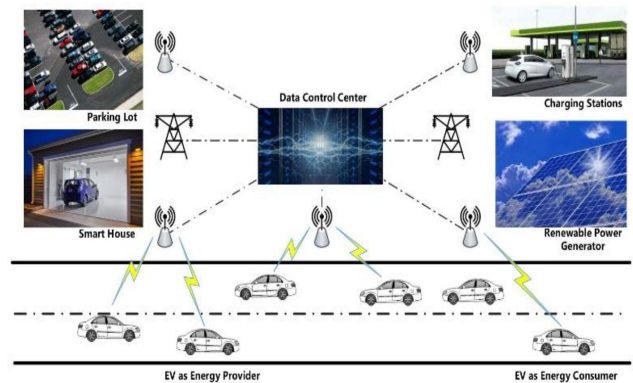 Parking Lot
Data Control Center
Charging Stations
Smart House
Renewable Power
Generator
EV as Energy Provider
EV as Energy Consumer